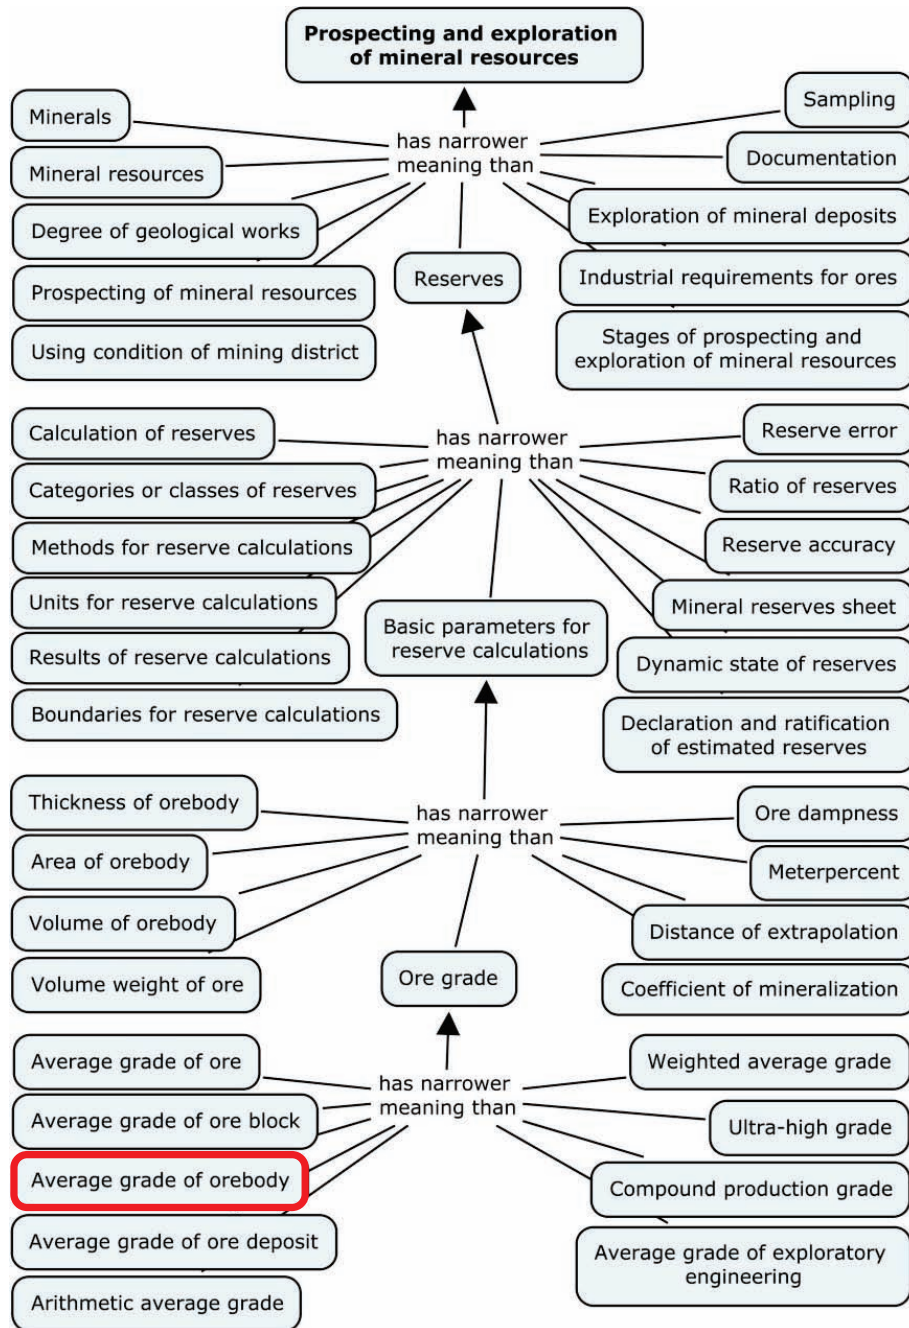 Prospecting and exploration
of mineral resources
Minerals
Mineral resources
Degree of geological works
Prospecting of mineral resources
Using condition of mining district
has narrower
meaning than
Reserves
Sampling
Documentation
Exploration of mineral deposits
Industrial requirements for ores
Stages of prospecting and
exploration of mineral resources
Calculation of reserves
Categories or classes of reserves
Methods for reserve calculations
Units for reserve calculations
Results of reserve calculations
Boundaries for reserve calculations
has narrower
meaning than
Basic parameters for
reserve calculations
Reserve error
Ratio of reserves
Reserve accuracy
Mineral reserves sheet
Dynamic state of reserves
Declaration and ratification
of estimated reserves
Thickness of orebody
Area of orebody
Volume of orebody
Volume weight of ore
has narrower
meaning than
Ore grade
Ore dampness
Meterpercent
Distance of extrapolation
Coefficient of mineralization
Average grade of ore
Average grade of ore block
Average grade of orebody
Average grade of ore deposit
Arithmetic average grade
has narrower
meaning than
Weighted average grade
Ultra-high grade
Compound production grade
Average grade of exploratory
engineering